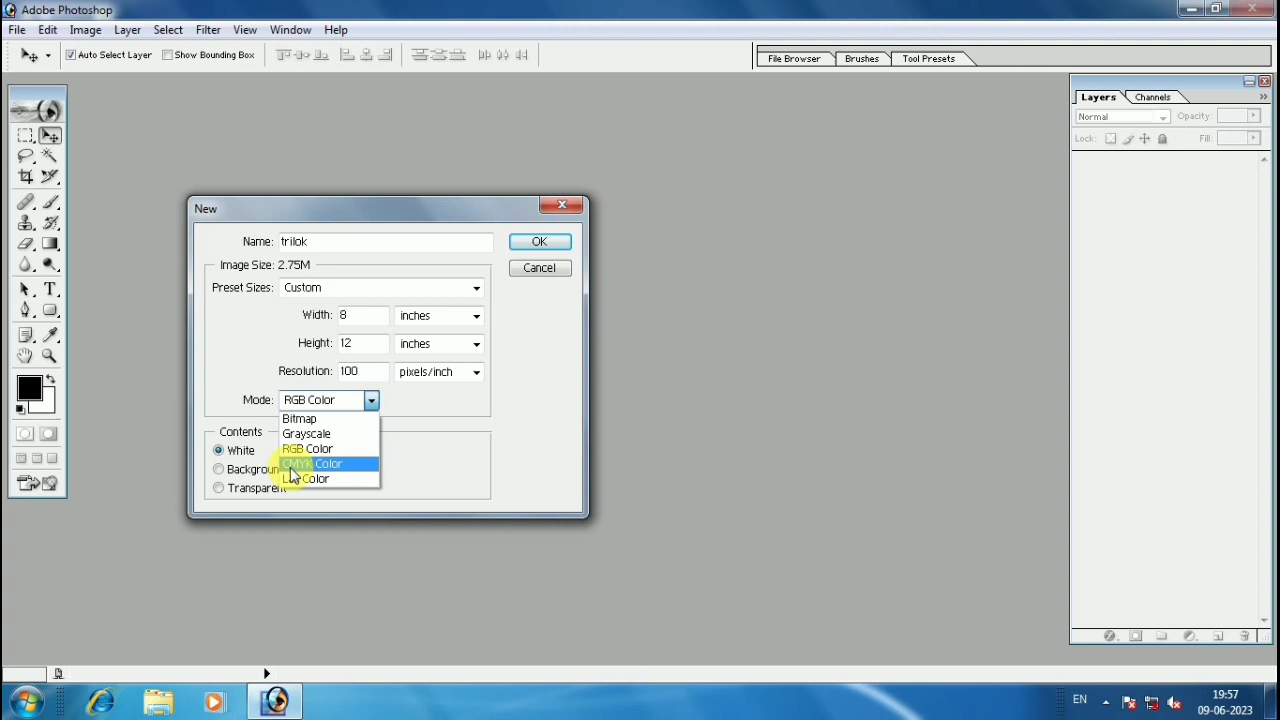 Adobe Photoshop
File Edit Image Layer Select Filter View Window Help
Auto Select Layer Show Bounding Box File Browser Brushes Tool Presets
Layers Channels
Normal Opacity:
Lock: Fill:
New
Name: trilok OK
Image Size: 2.75M Cancel
Preset Sizes: Custom
Width: 8 inches
Height: 12 inches
Resolution: 100 pixels/inch
Mode: RGB Color
Bitmap
Contents Grayscale
White RGB Color
CMYK Color
Color
Transparent
EN 19:57
09-06-2023